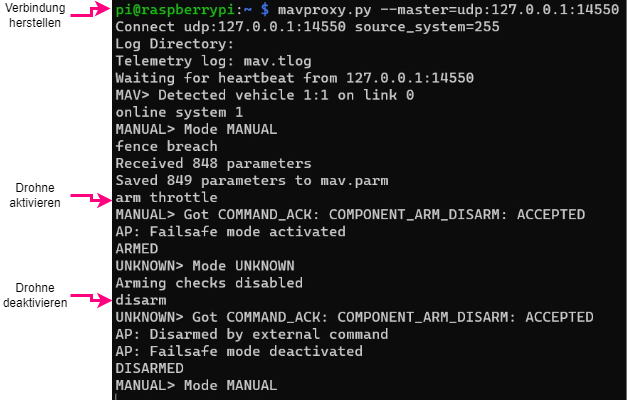 Verbindung
herstellen
pi@raspberrypi:~ $ mavproxy.py --master=udp:127.0.0.1:14550
Connect udp:127.0.0.1:14550 source_system=255
Log Directory:
Telemetry log: mav.tlog
Waiting for heartbeat from 127.0.0.1:14550
MAV> Detected vehicle 1:1 on link 0
online system 1
MANUAL> Mode MANUAL
fence breach
Received 848 parameters
Saved 849 parameters to mav.parm
Drohne
aktivieren
arm throttle
MANUAL> Got COMMAND_ACK: COMPONENT_ARM_DISARM: ACCEPTED
AP: Failsafe mode activated
ARMED
UNKNOWN> Mode UNKNOWN
Arming checks disabled
Drohne
deaktivieren
disarm
UNKNOWN> Got COMMAND_ACK: COMPONENT_ARM_DISARM: ACCEPTED
AP: Disarmed by external command
AP: Failsafe mode deactivated
DISARMED
MANUAL> Mode MANUAL